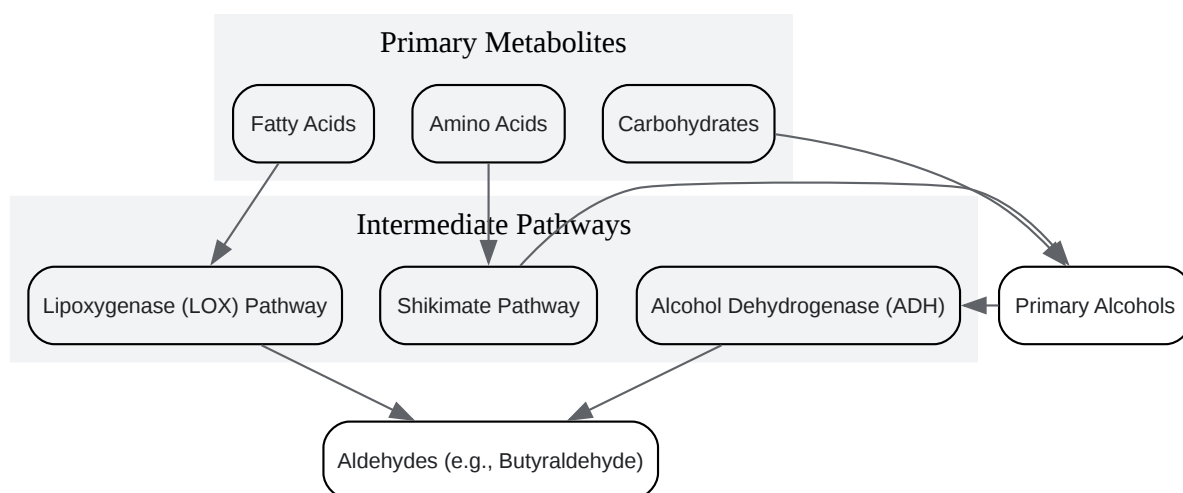 Primary Metabolites
Fatty Acids
Amino Acids
Carbohydrates
Intermediate Pathways
Lipoxygenase (LOX) Pathway
Shikimate Pathway
Alcohol Dehydrogenase (ADH)
Primary Alcohols
Aldehydes (e.g., Butyraldehyde)